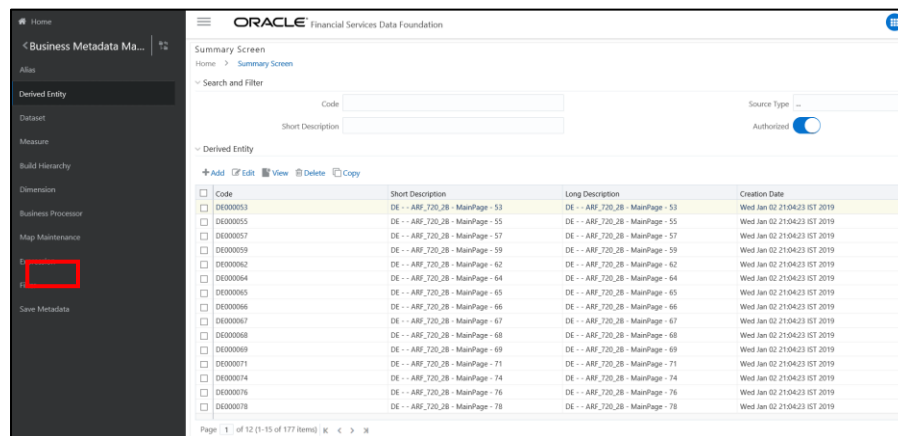 Home
ORACLE® Financial Services Data Foundation
<Business Metadata Ma...
Summary Screen
Home > Summary Screen
Alias
Search and Filter
Derived Entity
Code
Source Type
Dataset
Short Description
Authorized
Measure
Derived Entity
Build Hierarchy
Add Edit View Delete Copy
Dimension
Code Short Description Long Description Creation Date
DE000053 DE - - ARF_720_2B - MainPage - 53 DE - - ARF_720_2B - MainPage - 53 Wed Jan 02 21:04:23 IST 2019
Business Processor
DE000055 DE - - ARF_720_2B - MainPage - 55 DE - - ARF_720_2B - MainPage - 55 Wed Jan 02 21:04:23 IST 2019
DE000057 DE - - ARF_720_2B - MainPage - 57 DE - - ARF_720_2B - MainPage - 57 Wed Jan 02 21:04:23 IST 2019
Map Maintenance
DE000059 DE - - ARF_720_2B - MainPage - 59 DE - - ARF_720_2B - MainPage - 59 Wed Jan 02 21:04:23 IST 2019
DE000062 DE - - ARF_720_2B - MainPage - 62 DE - - ARF_720_2B - MainPage - 62 Wed Jan 02 21:04:23 IST 2019
DE000064 DE - - ARF_720_2B - MainPage - 64 DE - - ARF_720_2B - MainPage - 64 Wed Jan 02 21:04:23 IST 2019
DE000065 DE - - ARF_720_2B - MainPage - 65 DE - - ARF_720_2B - MainPage - 65 Wed Jan 02 21:04:23 IST 2019
DE000066 DE - - ARF_720_2B - MainPage - 66 DE - - ARF_720_2B - MainPage - 66 Wed Jan 02 21:04:23 IST 2019
Save Metadata
DE000067 DE - - ARF_720_2B - MainPage - 67 DE - - ARF_720_2B - MainPage - 67 Wed Jan 02 21:04:23 IST 2019
DE000068 DE - - ARF_720_2B - MainPage - 68 DE - - ARF_720_2B - MainPage - 68 Wed Jan 02 21:04:23 IST 2019
DE000069 DE - - ARF_720_2B - MainPage - 69 DE - - ARF_720_2B - MainPage - 69 Wed Jan 02 21:04:23 IST 2019
DE000071 DE - - ARF_720_2B - MainPage - 71 DE - - ARF_720_2B - MainPage - 71 Wed Jan 02 21:04:23 IST 2019
DE000074 DE - - ARF_720_2B - MainPage - 74 DE - - ARF_720_2B - MainPage - 74 Wed Jan 02 21:04:23 IST 2019
DE000076 DE - - ARF_720_2B - MainPage - 76 DE - - ARF_720_2B - MainPage - 76 Wed Jan 02 21:04:23 IST 2019
DE000078 DE - - ARF_720_2B - MainPage - 78 DE - - ARF_720_2B - MainPage - 78 Wed Jan 02 21:04:23 IST 2019
Page 1 of 12 (1-15 of 177 items)